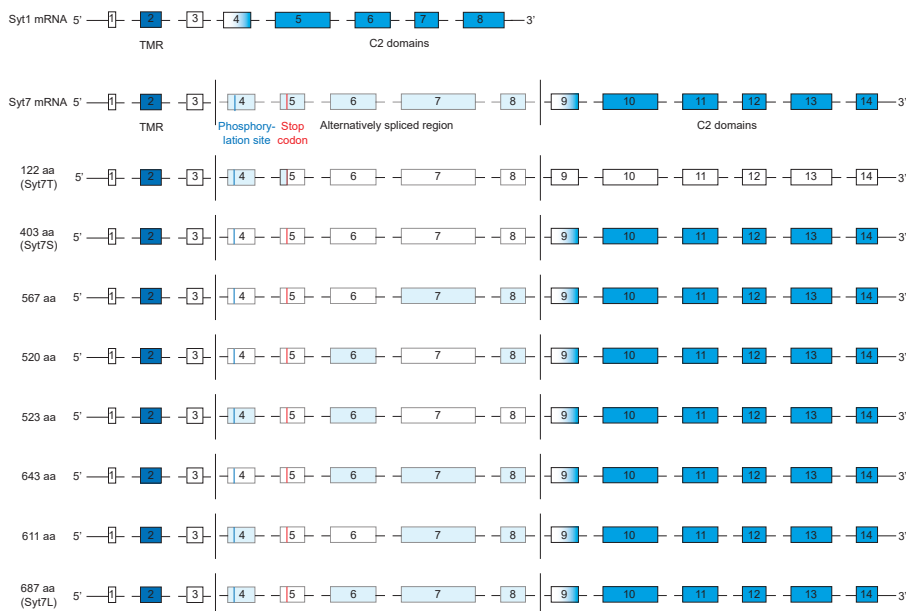 Syt1 mRNA 5’ 1 2 3 4 5 6 7 8 3’
TMR C2 domains
Syt7 mRNA 5’ 1 2 3 4 5 6 7 8 9 10 11 12 13 14 3’
TMR Phosphory- Stop Alternatively spliced region C2 domains
lation site codon
122 aa 5’ 1 2 3 4 5 6 7 8 9 10 11 12 13 14 3’
(Syt7T)
403 aa 5’ 1 2 3 4 5 6 7 8 9 10 11 12 13 14 3’
(Syt7S)
567 aa 5’ 1 2 3 4 5 6 7 8 9 10 11 12 13 14 3’
520 aa 5’ 1 2 3 4 5 6 7 8 9 10 11 12 13 14 3’
523 aa 5’ 1 2 3 4 5 6 7 8 9 10 11 12 13 14 3’
643 aa 5’ 1 2 3 4 5 6 7 8 9 10 11 12 13 14 3’
611 aa 5’ 1 2 3 4 5 6 7 8 9 10 11 12 13 14 3’
687 aa 5’ 1 2 3 4 5 6 7 8 9 10 11 12 13 14 3’
(Syt7L)